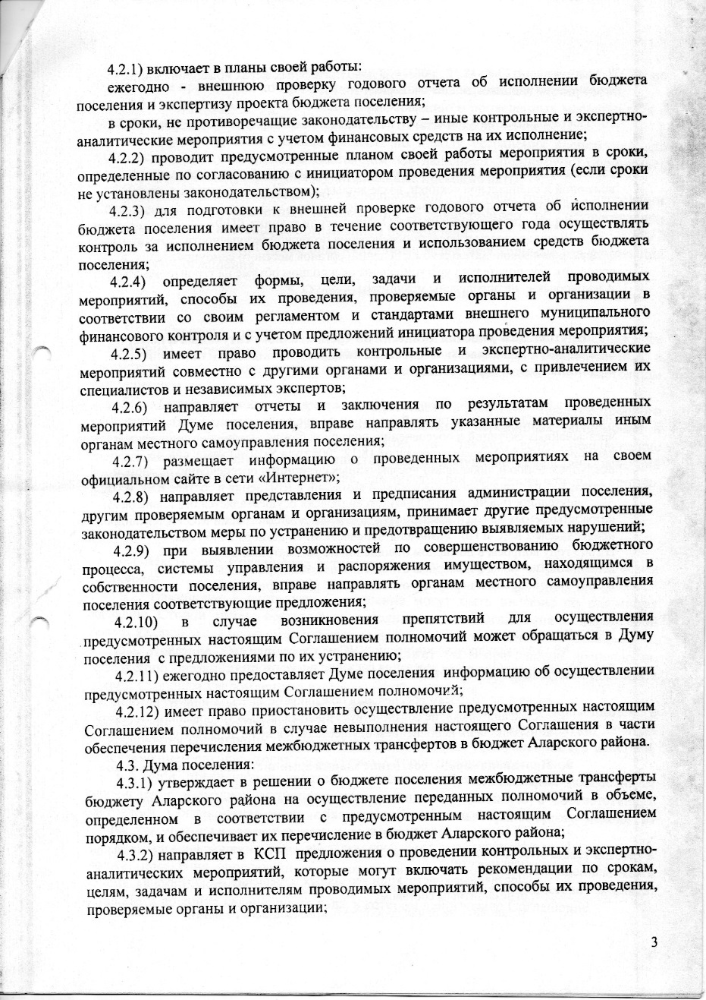 4.2.1) включает в планы своей работы:
ежегодно - внешнюю проверку годового отчета об исполнении бюджета
поселения и экспертизу проекта бюджета поселения;
в сроки, не противоречащие законодательству – иные контрольные и экспертно-
аналитические мероприятия с учетом финансовых средств на их исполнение;
4.2.2) проводит предусмотренные планом своей работы мероприятия в сроки,
определенные по согласованию с инициатором проведения мероприятия (если сроки
не установлены законодательством);
4.2.3) для подготовки к внешней проверке годового отчета об исполнении
бюджета поселения имеет право в течение соответствующего года осуществлять
контроль за исполнением бюджета поселения и использованием средств бюджета
поселения;
4.2.4) определяет формы, цели, задачи и исполнителей проводимых
мероприятий, способы их проведения, проверяемые органы и организации в
соответствии со своим регламентом и стандартами внешнего муниципального
финансового контроля и с учетом предложений инициатора проведения мероприятия;
4.2.5) имеет право проводить контрольные и экспертно-аналитические
мероприятий совместно с другими органами и организациями, с привлечением их
специалистов и независимых экспертов;
4.2.6) направляет отчеты и заключения по результатам проведенных
мероприятий Думе поселения, вправе направлять указанные материалы иным
органам местного самоуправления поселения;
4.2.7) размещает информацию о проведенных мероприятиях на своем
официальном сайте в сети «Интернет»;
4.2.8) направляет представления и предписания администрации поселения,
другим проверяемым органам и организациям, принимает другие предусмотренные
законодательством меры по устранению и предотвращению выявляемых нарушений;
4.2.9) при выявлении возможностей по совершенствованию бюджетного
процесса, системы управления и распоряжения имуществом, находящимся в
собственности поселения, вправе направлять органам местного самоуправления
поселения соответствующие предложения;
4.2.10) в случае возникновения препятствий для осуществления
предусмотренных настоящим Соглашением полномочий может обращаться в Думу
поселения с предложениями по их устранению;
4.2.11) ежегодно предоставляет Думе поселения информацию об осуществлении
предусмотренных настоящим Соглашением полномочий;
4.2.12) имеет право приостановить осуществление предусмотренных настоящим
Соглашением полномочий в случае невыполнения настоящего Соглашения в части
обеспечения перечисления межбюджетных трансфертов в бюджет Аларского района.
4.3. Дума поселения:
4.3.1) утверждает в решении о бюджете поселения межбюджетные трансферты
бюджету Аларского района на осуществление переданных полномочий в объеме,
определенном в соответствии с предусмотренным настоящим Соглашением
порядком, и обеспечивает их перечисление в бюджет Аларского района;
4.3.2) направляет в КСП предложения о проведении контрольных и экспертно-
аналитических мероприятий, которые могут включать рекомендации по срокам,
целям, задачам и исполнителям проводимых мероприятий, способы их проведения,
проверяемые органы и организации;
3